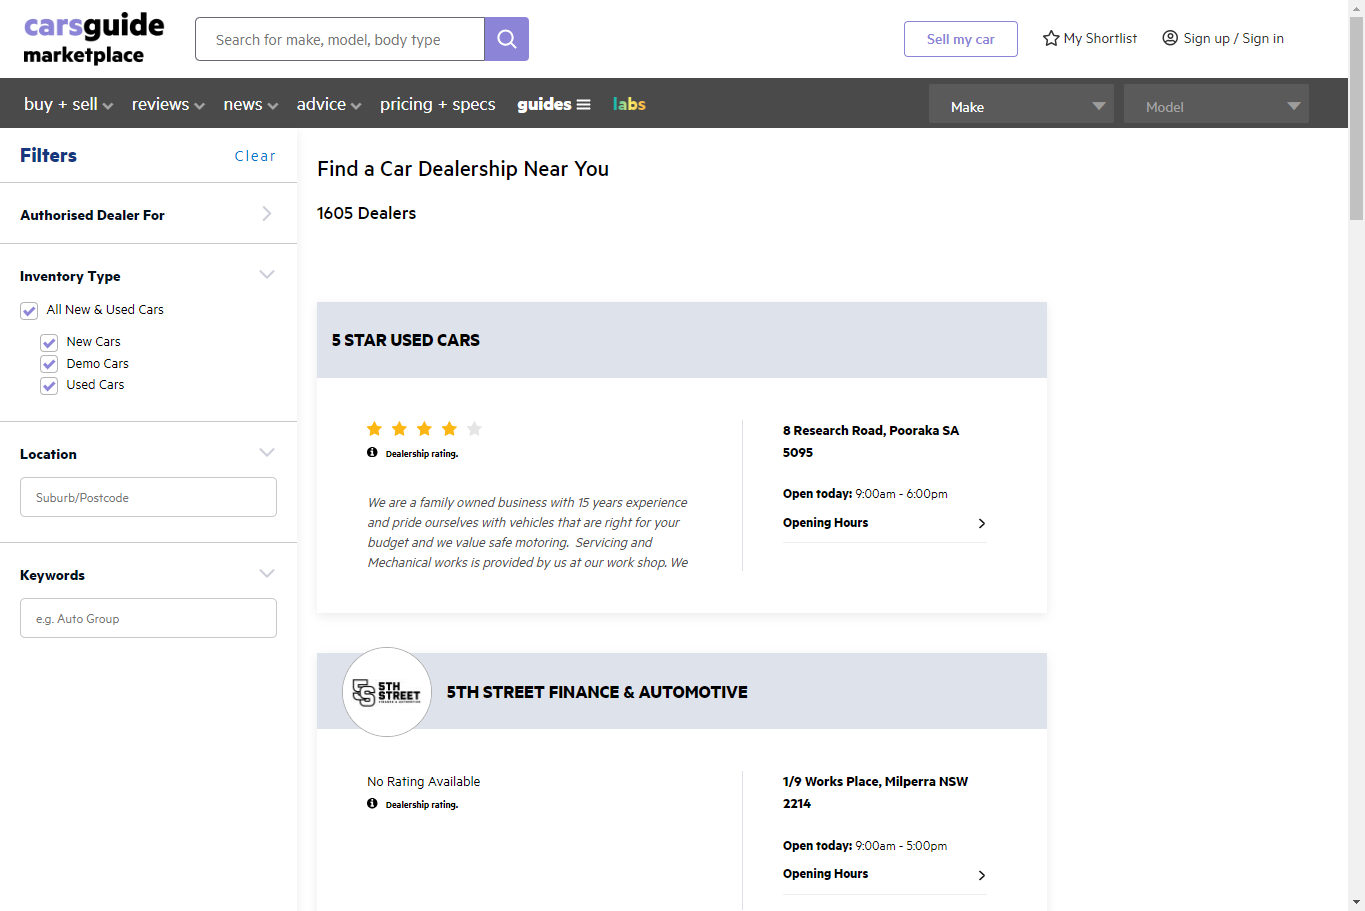 carsguide
marketplace
Search for make, model, body type
Sell my car
My Shortlist
Sign up / Sign in
buy + sell
reviews
news
advice
pricing + specs
guides
labs
Make
Model
Filters
Clear
Authorised Dealer For
Inventory Type
All New & Used Cars
New Cars
Demo Cars
Used Cars
Location
Suburb/Postcode
Keywords
e.g. Auto Group
Find a Car Dealership Near You
1605 Dealers
5 STAR USED CARS
Dealership rating.
We are a family owned business with 15 years experience
and pride ourselves with vehicles that are right for your
budget and we value safe motoring.  Servicing and
Mechanical works is provided by us at our work shop. We
8 Research Road, Pooraka SA
5095
Open today: 9:00am - 6:00pm
Opening Hours
5TH
STREET
FINANCE & AUTOMOTIVE
5TH STREET FINANCE & AUTOMOTIVE
No Rating Available
Dealership rating.
1/9 Works Place, Milperra NSW
2214
Open today: 9:00am - 5:00pm
Opening Hours